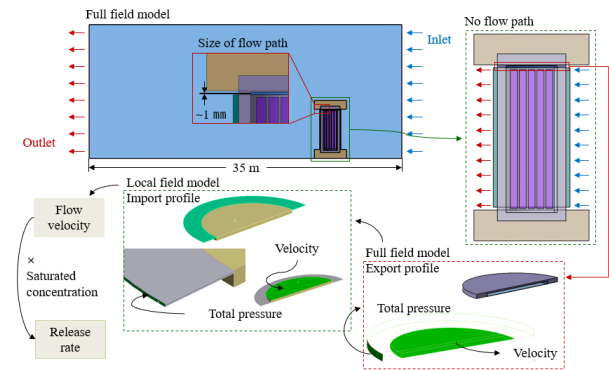 Full field model
No flow path
Size of flow path
Inlet
~1 mm
Outlet
35 m
Local field model
Import profile
Flow
velocity
Velocity
Full field model
Export profile
×
Saturated
concentration
Total pressure
Total pressure
Release
rate
Velocity